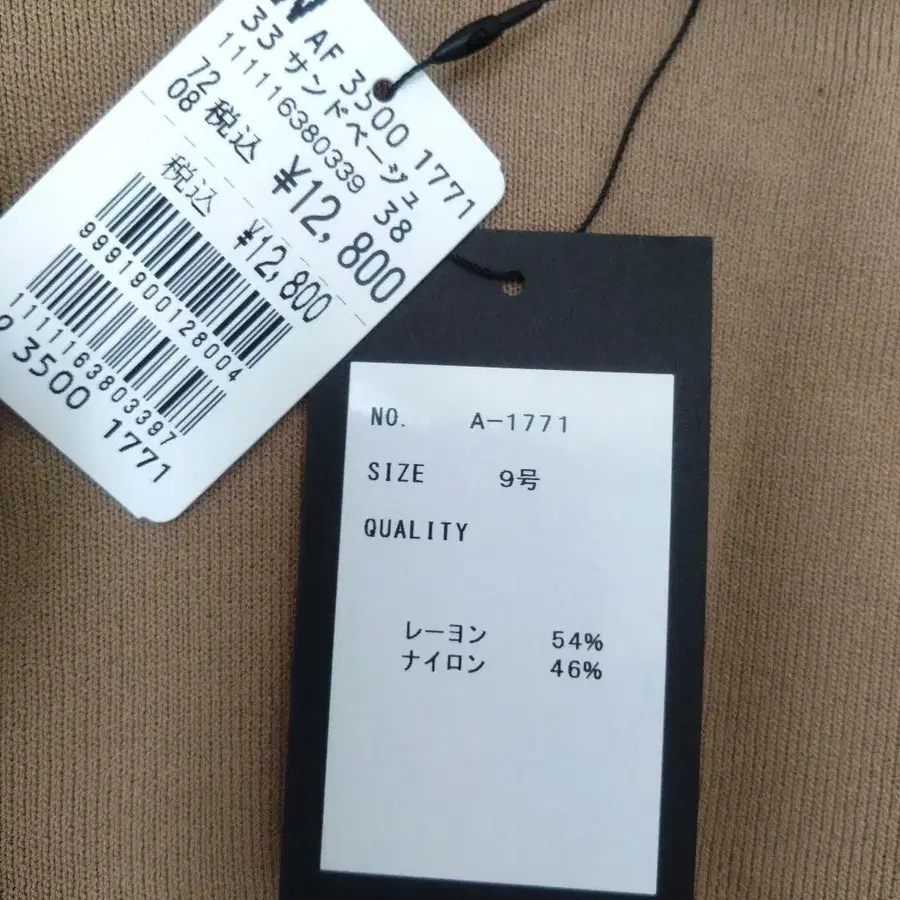 AF 3500 1771
33 サンドベージュ
1111116380339 38
72
08 税込 ¥12,800
税込 ¥12,800
9991900128004
1111163803387
3500 1771
NO. A-1771
SIZE 9号
QUALITY
レーヨン 54%
ナイロン 46%